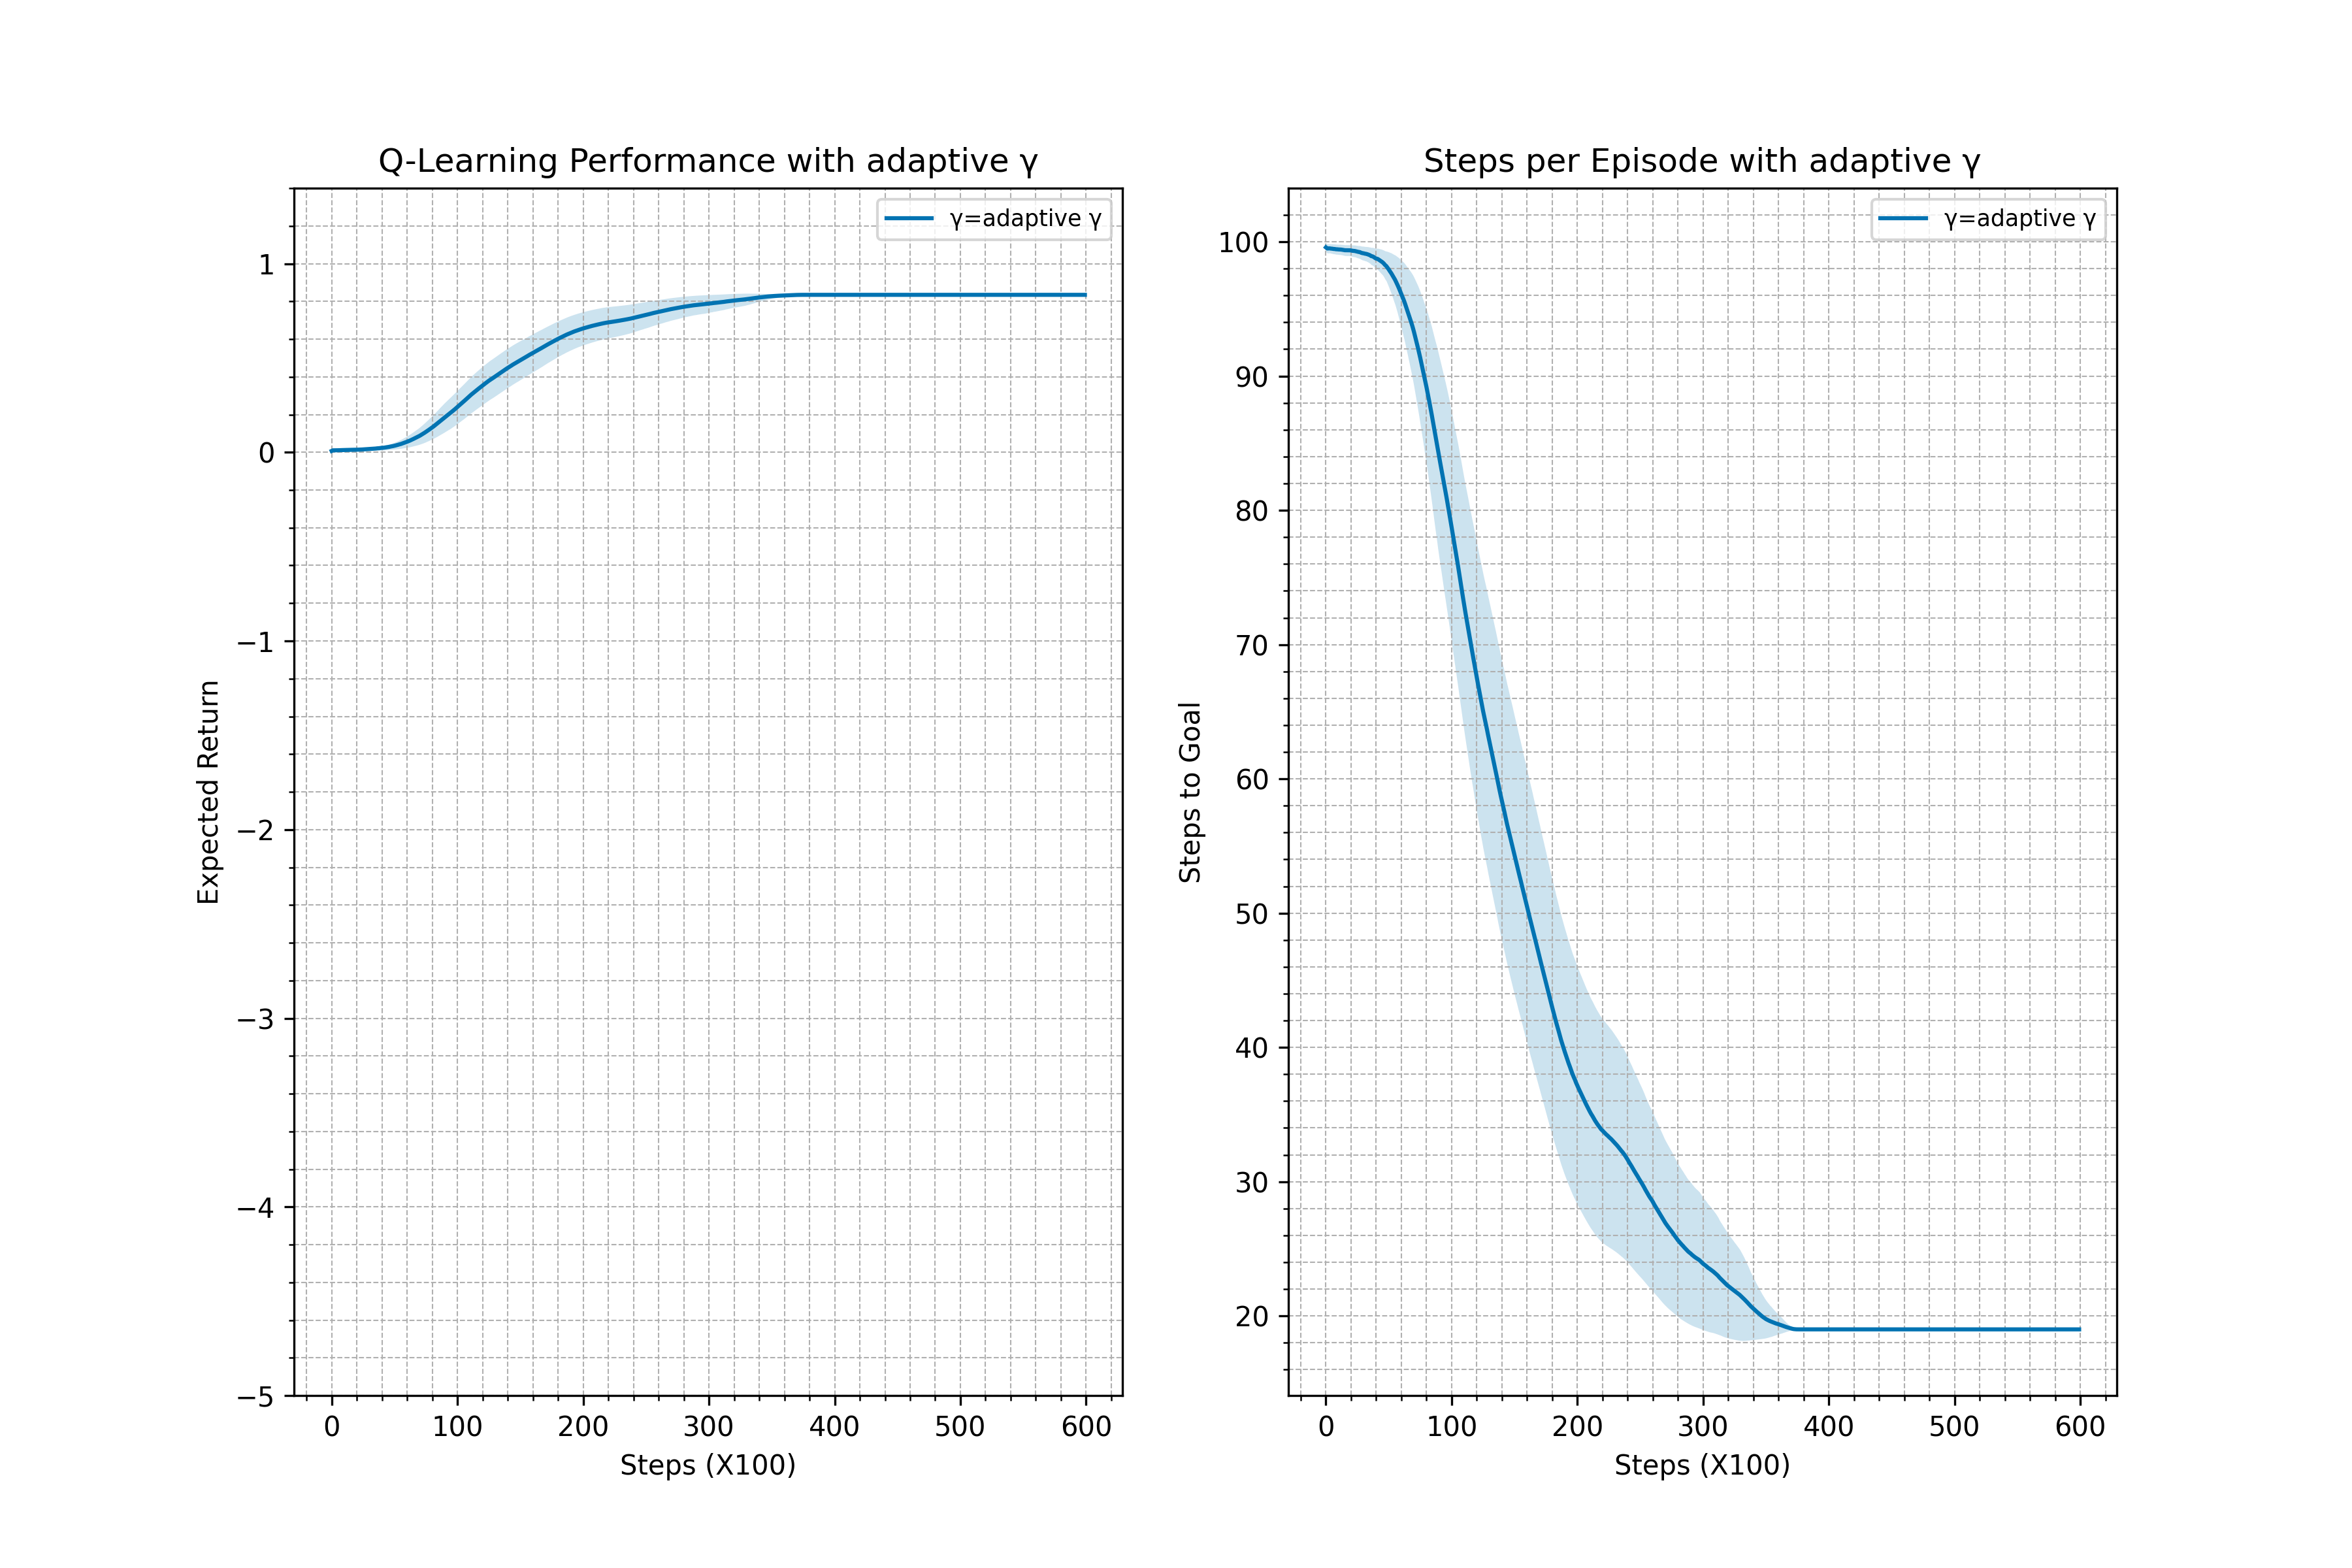 Q-Learning Performance with adaptive γ
γ=adaptive γ
1
0
−1
−2
−3
−4
−5
Expected Return
0 100 200 300 400 500 600
Steps (X100)
Steps per Episode with adaptive γ
γ=adaptive γ
100
90
80
70
60
50
40
30
20
Steps to Goal
0 100 200 300 400 500 600
Steps (X100)